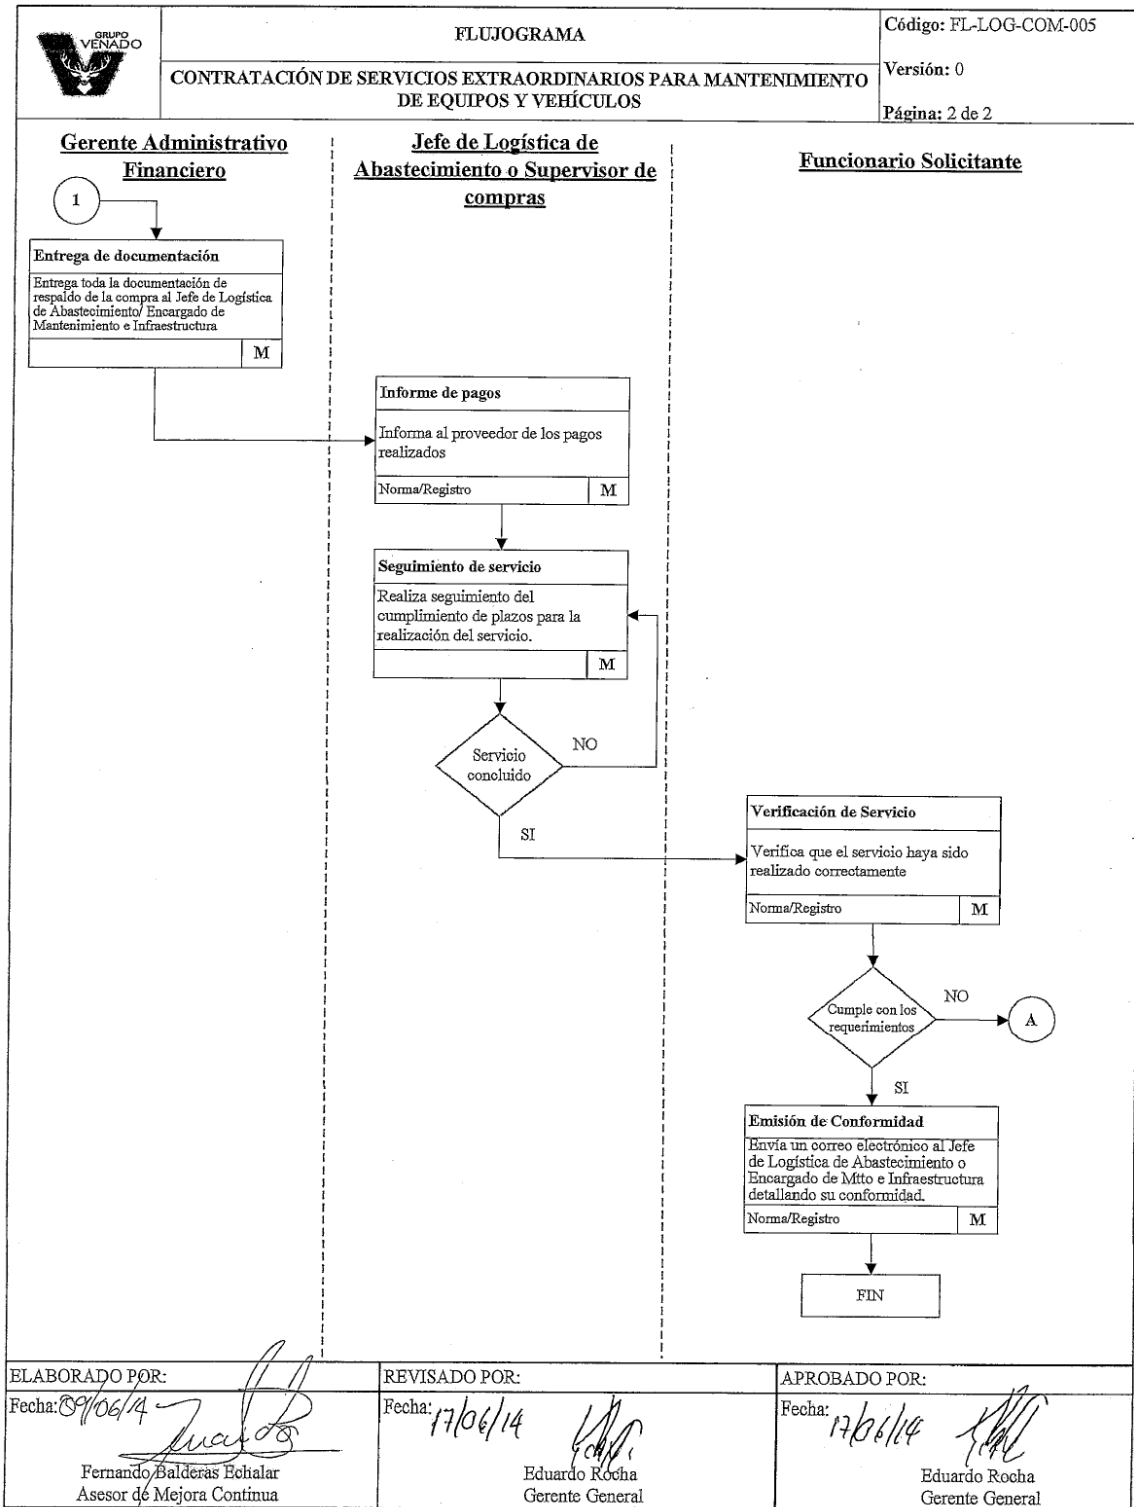 GRUPO
VENADO
FLUJOGRAMA
CONTRATACIÓN DE SERVICIOS EXTRAORDINARIOS PARA MANTENIMIENTO
DE EQUIPOS Y VEHÍCULOS
Código: FL-LOG-COM-005
Versión: 0
Página: 2 de 2
Gerente Administrativo
Financiero
Jefe de Logística de
Abastecimiento o Supervisor de
compras
Funcionario Solicitante
1
Entrega de documentación
Entrega toda la documentación de
respaldo de la compra al Jefe de Logística
de Abastecimiento/ Encargado de
Mantenimiento e Infraestructura
M
Informe de pagos
Informa al proveedor de los pagos
realizados
Norma/Registro M
Seguimiento de servicio
Realiza seguimiento del
cumplimiento de plazos para la
realización del servicio.
M
Servicio
concluido
NO
SI
Verificación de Servicio
Verifica que el servicio haya sido
realizado correctamente
Norma/Registro M
Cumple con los
requerimientos
NO
A
SI
Emisión de Conformidad
Envía un correo electrónico al Jefe
de Logística de Abastecimiento o
Encargado de Mtto e Infraestructura
detallando su conformidad.
Norma/Registro M
FIN
ELABORADO POR:
Fecha: 09/06/14
Fernando Balderas Echalar
Asesor de Mejora Continua
REVISADO POR:
Fecha: 17/06/14
Eduardo Rocha
Gerente General
APROBADO POR:
Fecha: 17/06/14
Eduardo Rocha
Gerente General